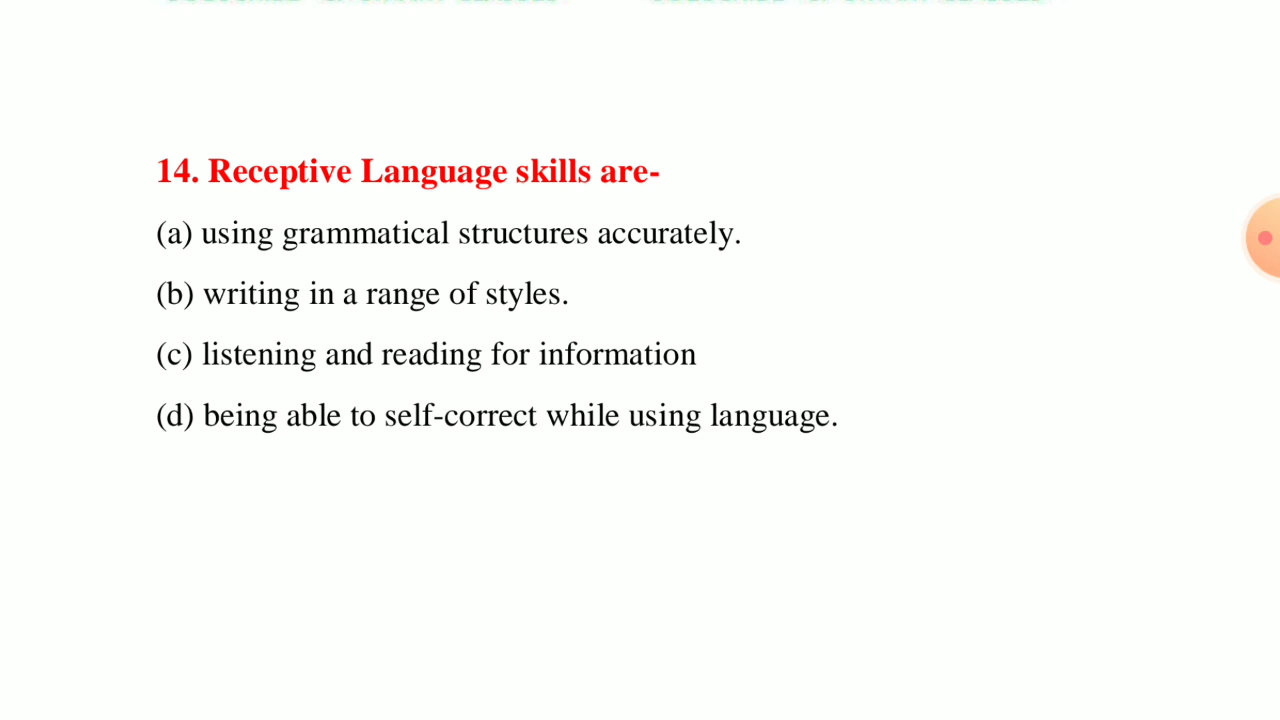 14. Receptive Language skills are-
(a) using grammatical structures accurately.
(b) writing in a range of styles.
(c) listening and reading for information
(d) being able to self-correct while using language.